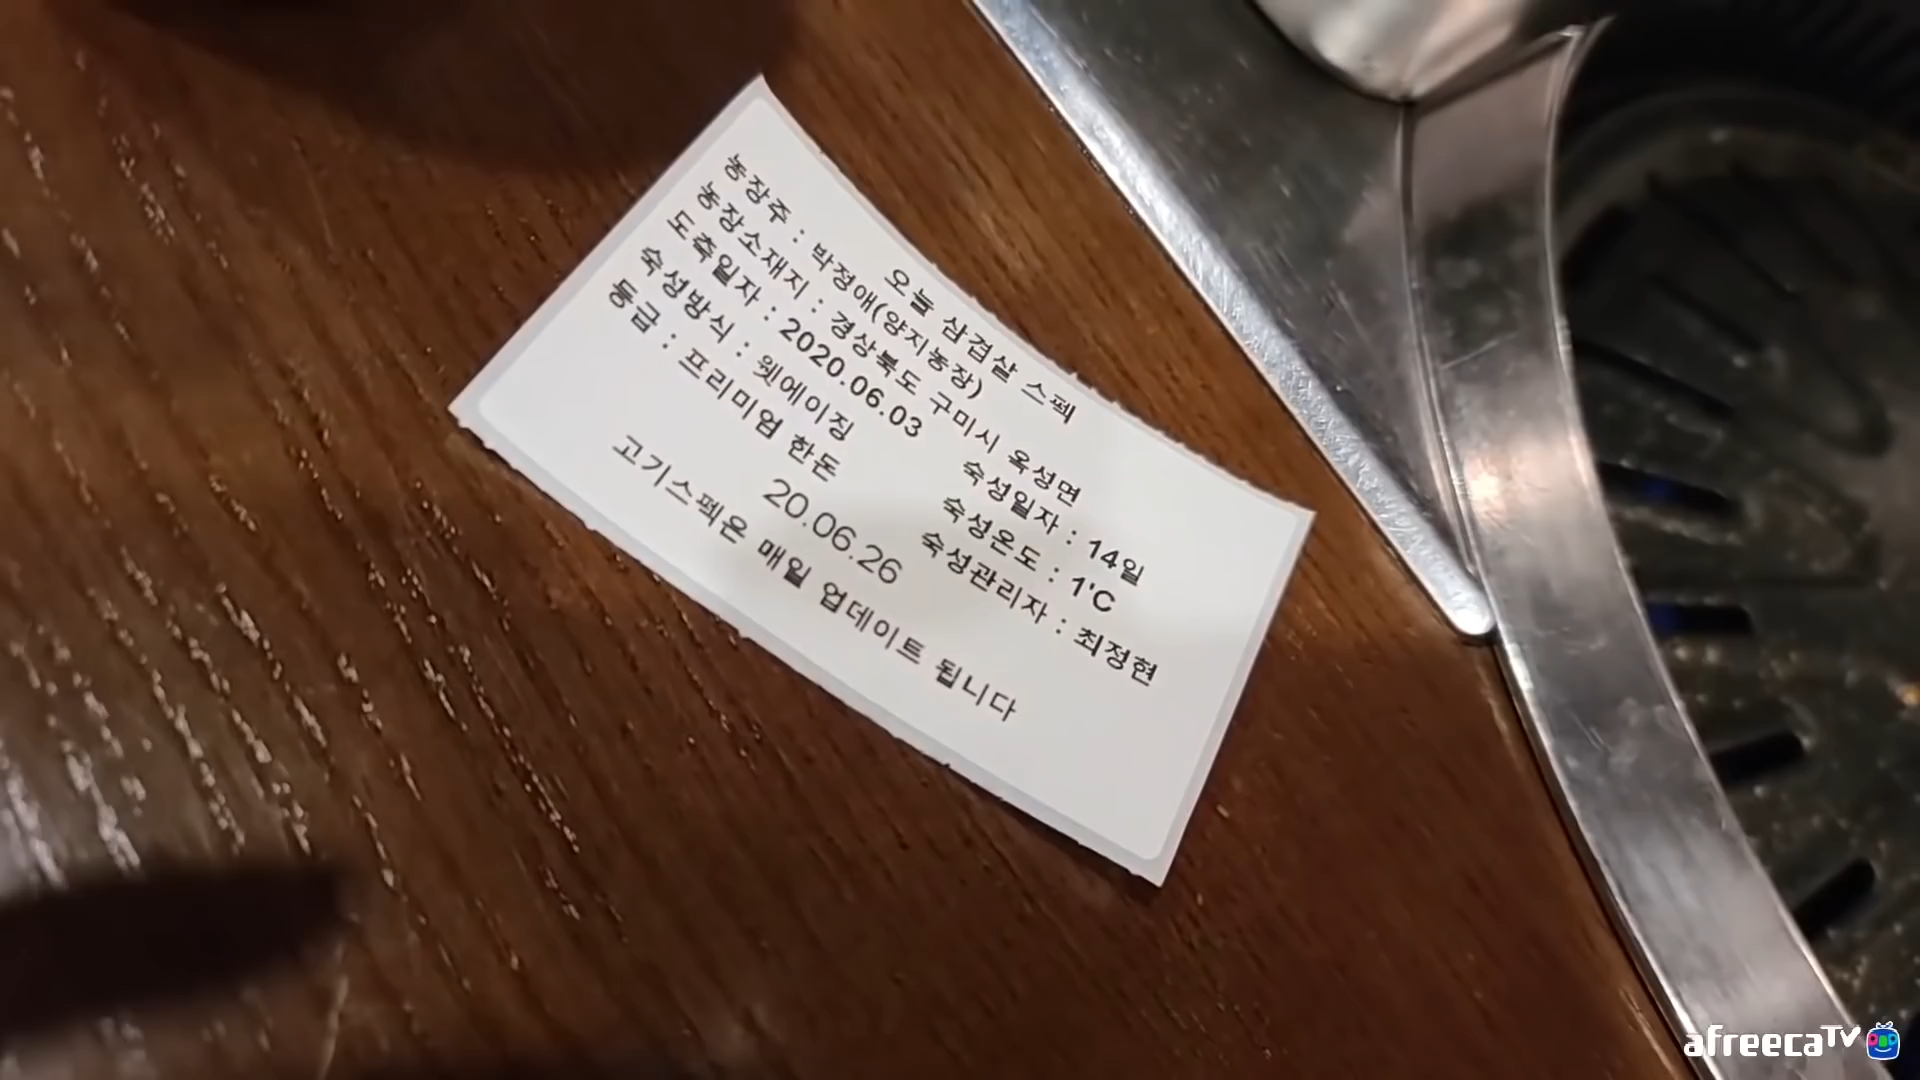 오늘 삼겹살 스펙
농장주 : 박정애(양지농장)
농장소재지 : 경상북도 구미시 옥성면
도축일자 : 2020.06.03 숙성일자 : 14일
숙성방식 : 웻에이징 숙성온도 : 1'C
등급 : 프리미엄 한돈 숙성관리자 : 최정현
20.06.26
고기스펙은 매일 업데이트 됩니다
afreecaTV